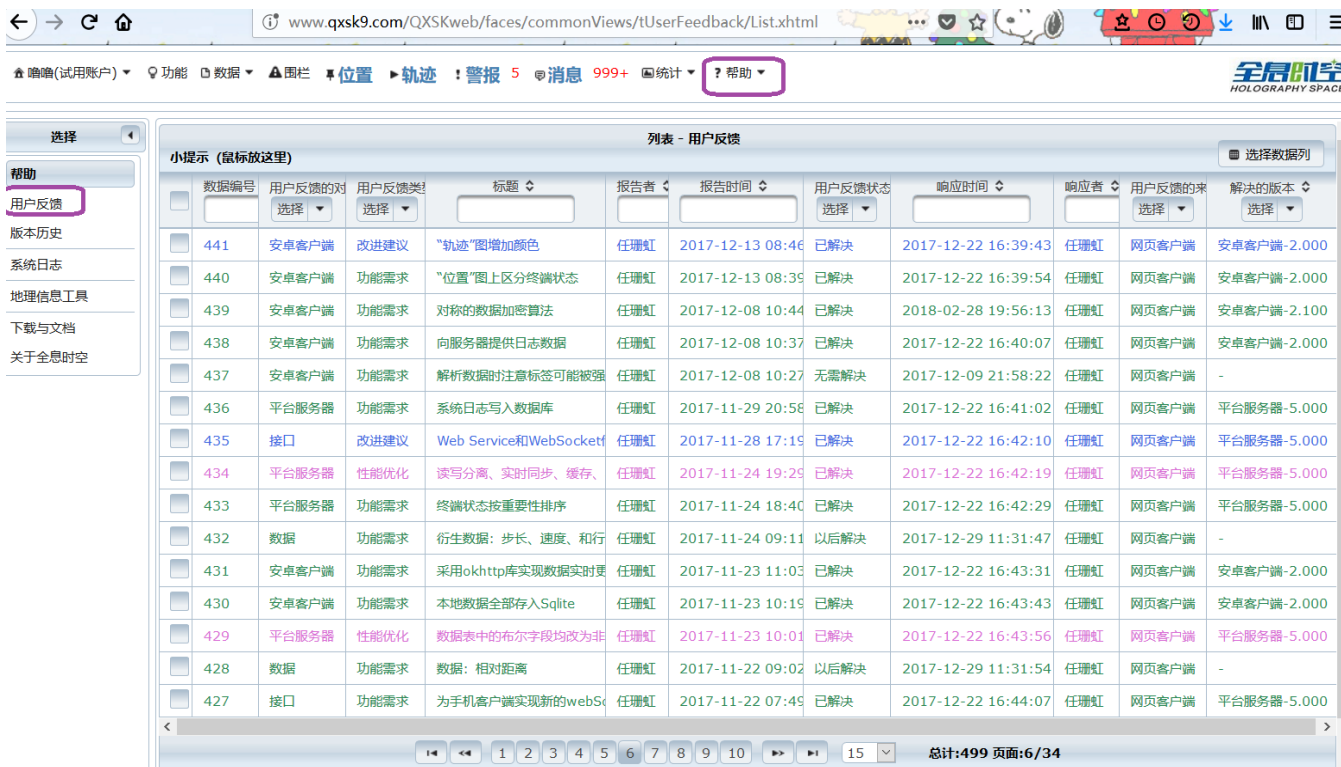 www.qxsk9.com/QXSKweb/faces/commonViews/tUserFeedback/List.xhtml
噜噜(试用账户) 功能 数据 围栏 位置 轨迹 警报 5 消息 999+ 统计 ? 帮助
全息时空
HOLOGRAPHY SPACE
选择
列表 - 用户反馈
小提示 (鼠标放这里)
选择数据列
帮助
用户反馈
版本历史
系统日志
地理信息工具
下载与文档
关于全息时空
数据编号 用户反馈的对 用户反馈类型 标题 报告者 报告时间 用户反馈状态 响应时间 响应者 用户反馈的来 解决的版本
选择 选择 选择 选择 选择
441 安卓客户端 改进建议 “轨迹”图增加颜色 任珊虹 2017-12-13 08:46 已解决 2017-12-22 16:39:43 任珊虹 网页客户端 安卓客户端-2.000
440 安卓客户端 功能需求 “位置”图上区分终端状态 任珊虹 2017-12-13 08:39 已解决 2017-12-22 16:39:54 任珊虹 网页客户端 安卓客户端-2.000
439 安卓客户端 功能需求 对称的数据加密算法 任珊虹 2017-12-08 10:44 已解决 2018-02-28 19:56:13 任珊虹 网页客户端 安卓客户端-2.100
438 安卓客户端 功能需求 向服务器提供日志数据 任珊虹 2017-12-08 10:37 已解决 2017-12-22 16:40:07 任珊虹 网页客户端 安卓客户端-2.000
437 安卓客户端 功能需求 解析数据时注意标签可能被强 任珊虹 2017-12-08 10:27 无需解决 2017-12-09 21:58:22 任珊虹 网页客户端 -
436 平台服务器 功能需求 系统日志写入数据库 任珊虹 2017-11-29 20:58 已解决 2017-12-22 16:41:02 任珊虹 网页客户端 平台服务器-5.000
435 接口 改进建议 Web Service和WebSocketf 任珊虹 2017-11-28 17:19 已解决 2017-12-22 16:42:10 任珊虹 网页客户端 平台服务器-5.000
434 平台服务器 性能优化 读写分离、实时同步、缓存、 任珊虹 2017-11-24 19:29 已解决 2017-12-22 16:42:19 任珊虹 网页客户端 平台服务器-5.000
433 平台服务器 功能需求 终端状态按重要性排序 任珊虹 2017-11-24 18:40 已解决 2017-12-22 16:42:29 任珊虹 网页客户端 平台服务器-5.000
432 数据 功能需求 衍生数据：步长、速度、和行 任珊虹 2017-11-24 09:11 以后解决 2017-12-29 11:31:47 任珊虹 网页客户端 -
431 安卓客户端 功能需求 采用okhttp库实现数据实时更 任珊虹 2017-11-23 11:03 已解决 2017-12-22 16:43:31 任珊虹 网页客户端 安卓客户端-2.000
430 安卓客户端 功能需求 本地数据全部存入Sqlite 任珊虹 2017-11-23 10:19 已解决 2017-12-22 16:43:43 任珊虹 网页客户端 安卓客户端-2.000
429 平台服务器 性能优化 数据表中的布尔字段均改为非 任珊虹 2017-11-23 10:01 已解决 2017-12-22 16:43:56 任珊虹 网页客户端 平台服务器-5.000
428 数据 功能需求 数据：相对距离 任珊虹 2017-11-22 09:02 以后解决 2017-12-29 11:31:54 任珊虹 网页客户端 -
427 接口 功能需求 为手机客户端实现新的webSo 任珊虹 2017-11-22 07:49 已解决 2017-12-22 16:44:07 任珊虹 网页客户端 平台服务器-5.000
1 2 3 4 5 6 7 8 9 10 15 总计:499 页面:6/34